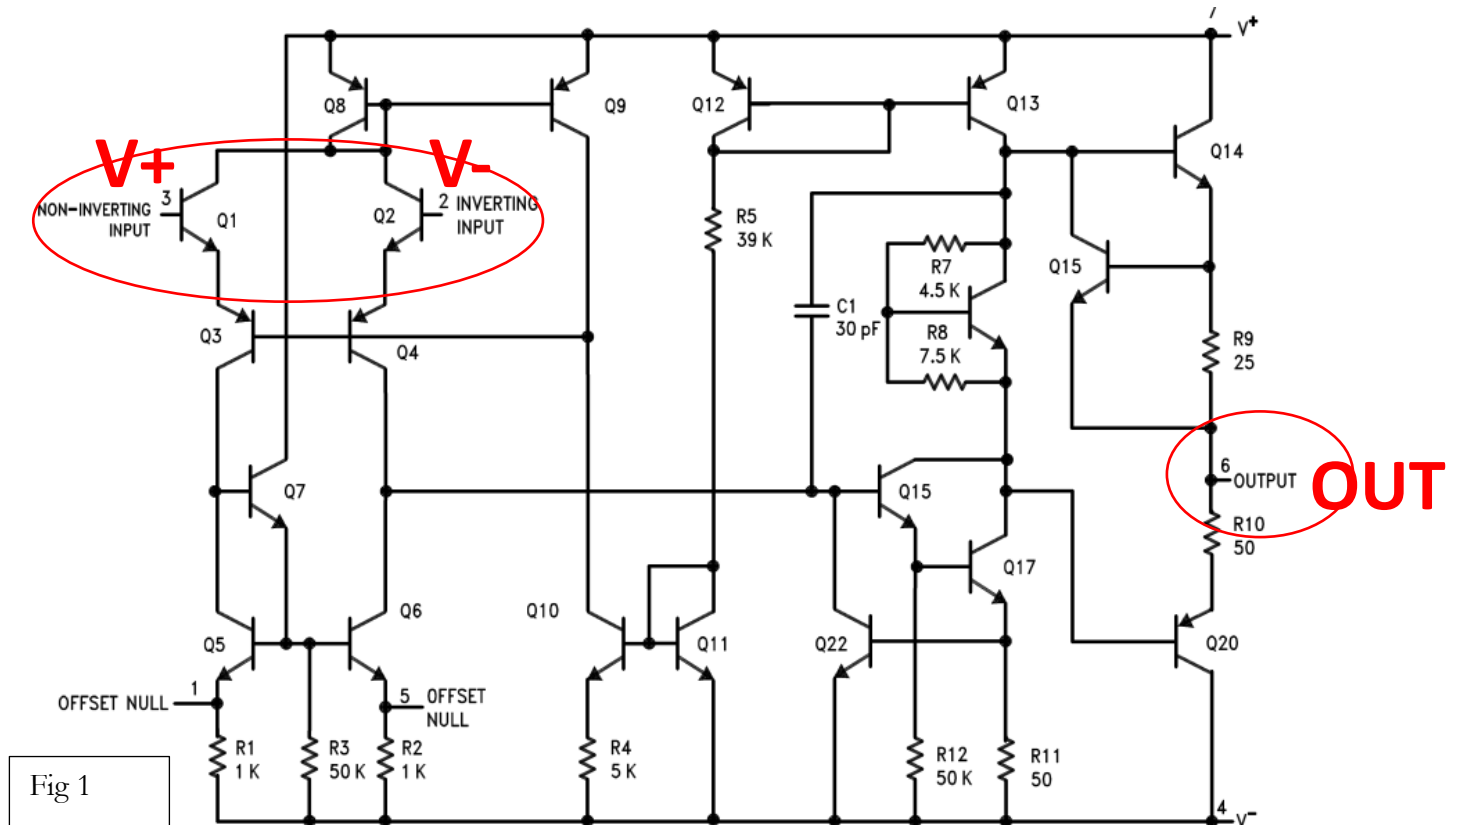 7
V+
Q8
Q9
Q12
Q13
V+
V-
Q14
3
NON-INVERTING
INPUT
Q1
Q2
2 INVERTING
INPUT
R5
39 K
Q15
R7
4.5 K
C1
30 pF
R8
7.5 K
Q3
Q4
R9
25
6
OUTPUT
OUT
Q7
Q15
R10
50
Q17
Q5
Q6
Q10
Q11
Q22
Q20
1
OFFSET NULL
5 OFFSET
NULL
R1
1 K
R3
50 K
R2
1 K
R4
5 K
R12
50 K
R11
50
Fig 1
4
V-